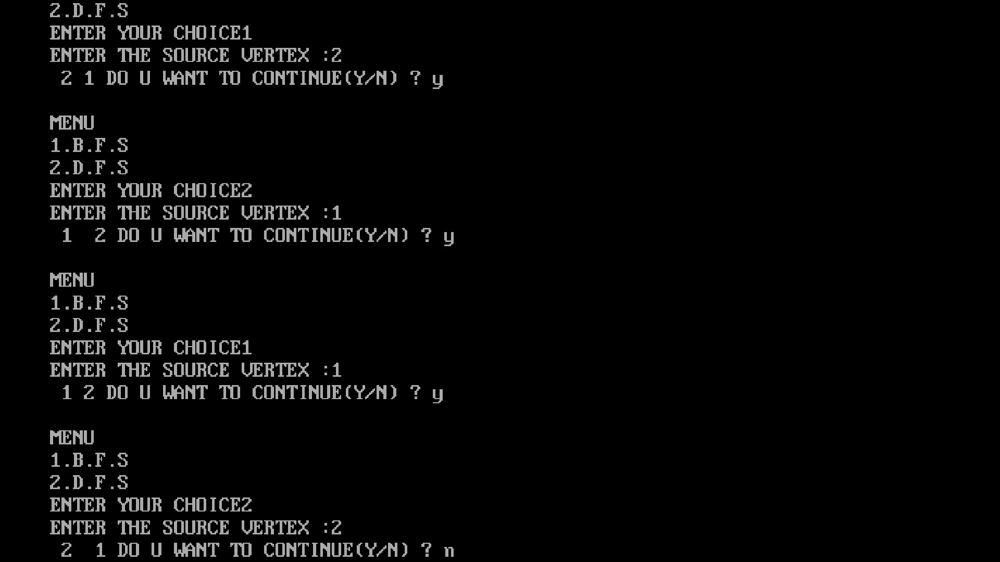 2.D.F.S
ENTER YOUR CHOICE1
ENTER THE SOURCE VERTEX :2
 2 1 DO U WANT TO CONTINUE(Y/N) ? y

MENU
1.B.F.S
2.D.F.S
ENTER YOUR CHOICE2
ENTER THE SOURCE VERTEX :1
 1  2 DO U WANT TO CONTINUE(Y/N) ? y

MENU
1.B.F.S
2.D.F.S
ENTER YOUR CHOICE1
ENTER THE SOURCE VERTEX :1
 1 2 DO U WANT TO CONTINUE(Y/N) ? y

MENU
1.B.F.S
2.D.F.S
ENTER YOUR CHOICE2
ENTER THE SOURCE VERTEX :2
 2  1 DO U WANT TO CONTINUE(Y/N) ? n